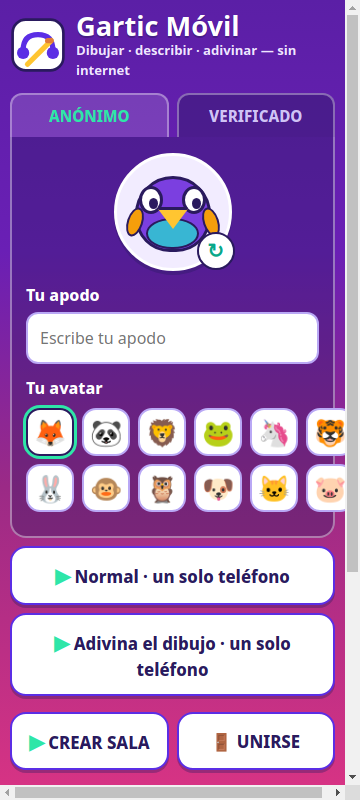 Gartic Móvil
Dibujar · describir · adivinar — sin
internet
ANÓNIMO
VERIFICADO
Tu apodo
Escribe tu apodo
Tu avatar
Normal · un solo teléfono
Adivina el dibujo · un solo
teléfono
CREAR SALA
UNIRSE